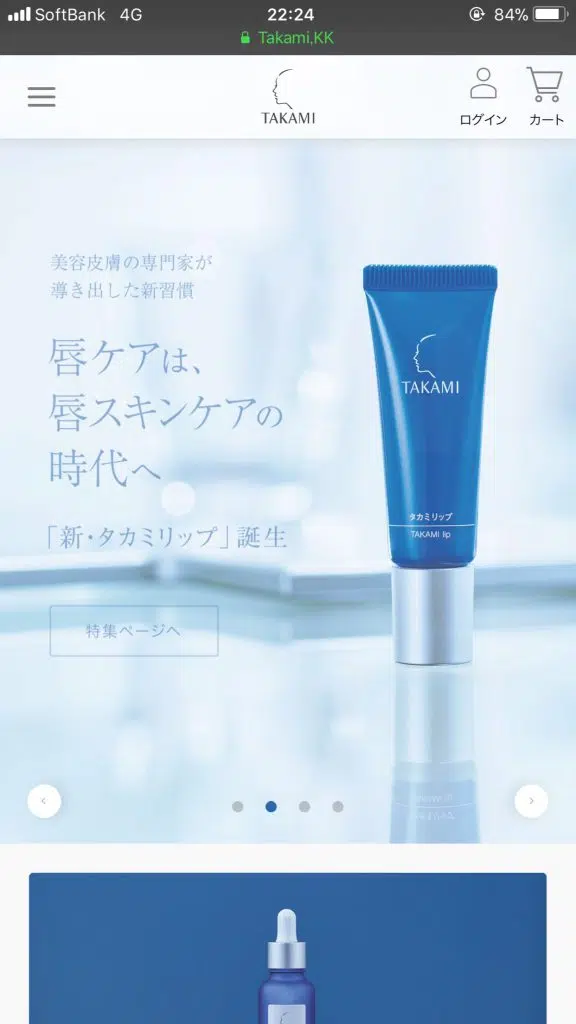 SoftBank 4G 22:24 84%
Takami,KK
TAKAMI
ログイン カート
美容皮膚の専門家が
導き出した新習慣
唇ケアは、
唇スキンケアの
時代へ
「新・タカミリップ」誕生
特集ページへ
TAKAMI
タカミリップ
TAKAMI lip